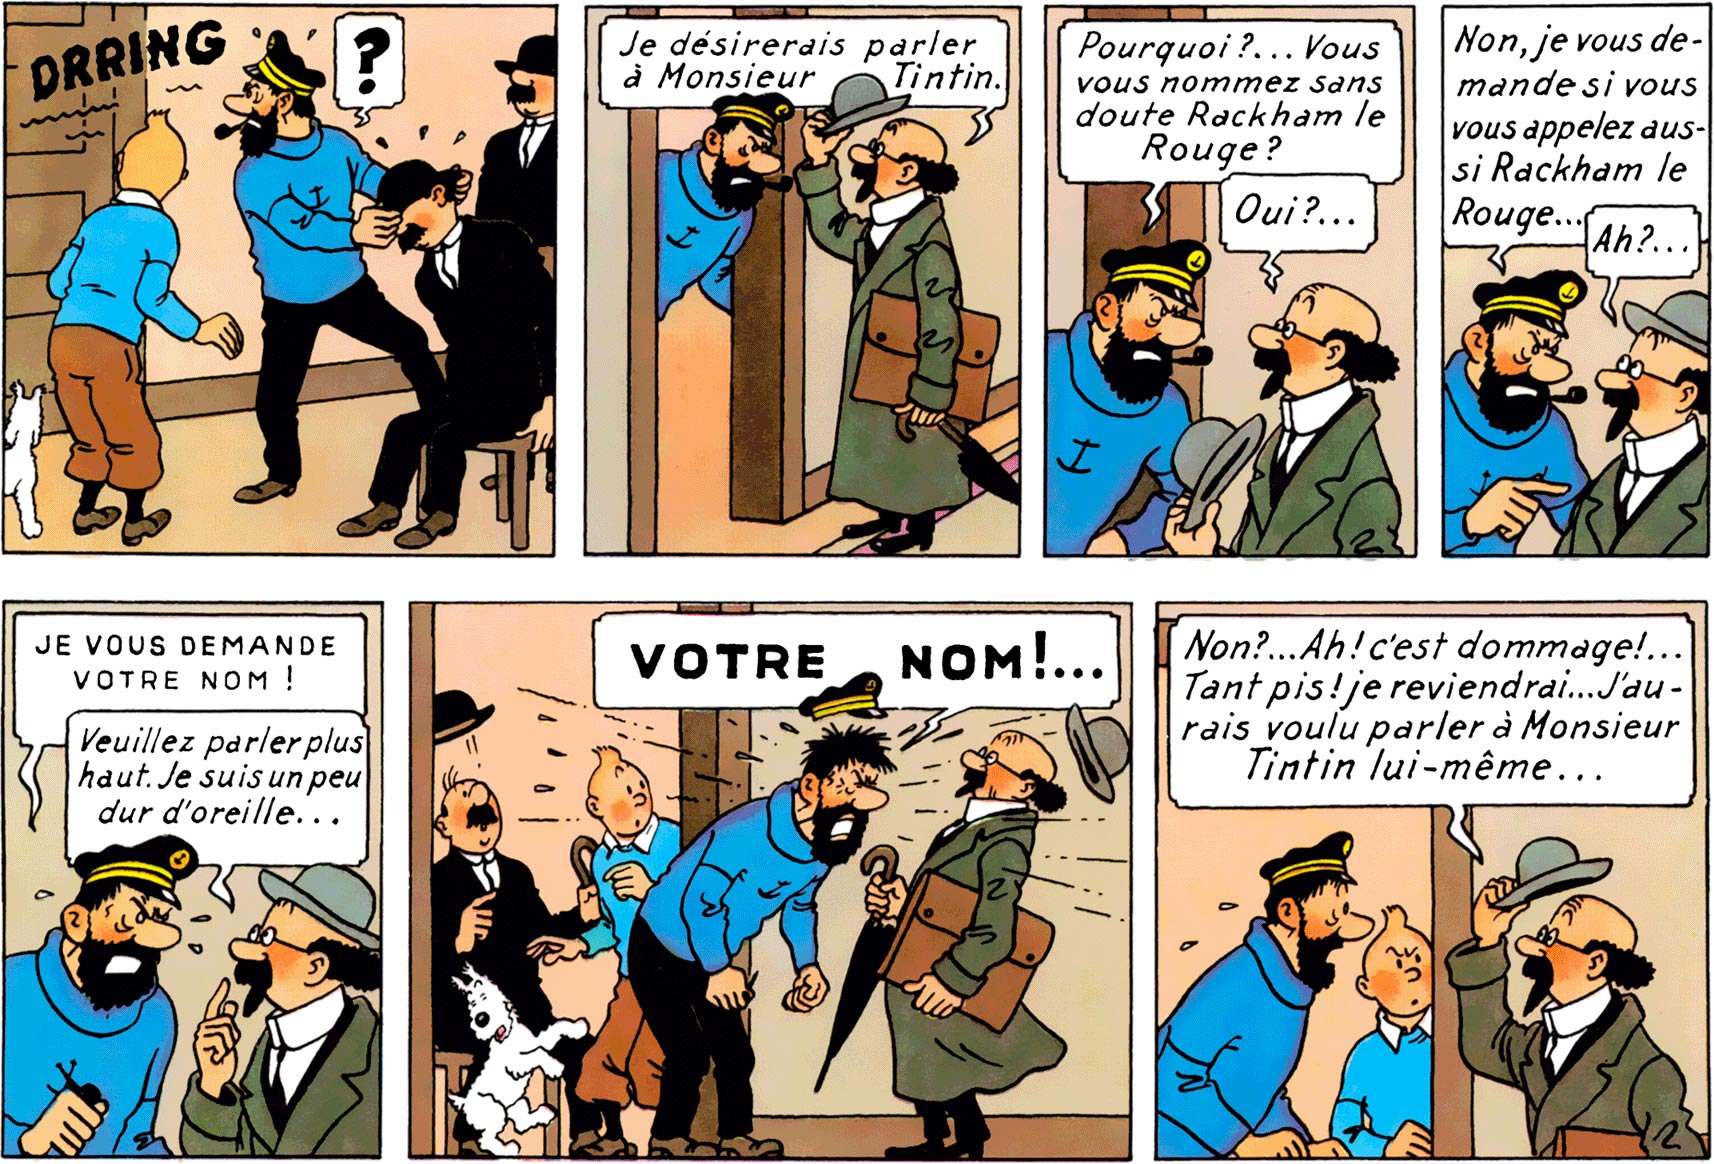 DRRING
?
Je désirerais parler
à Monsieur Tintin.
Pourquoi?... Vous
vous nommez sans
doute Rackham le
Rouge?
Oui?...
Non, je vous de-
mande si vous
vous appelez aus-
si Rackham le
Rouge...
Ah?...
JE VOUS DEMANDE
VOTRE NOM!
Veuillez parler plus
haut. Je suis un peu
dur d'oreille...
VOTRE NOM!...
Non?...Ah! c'est dommage!...
Tant pis! je reviendrai...J'au-
rais voulu parler à Monsieur
Tintin lui-même...